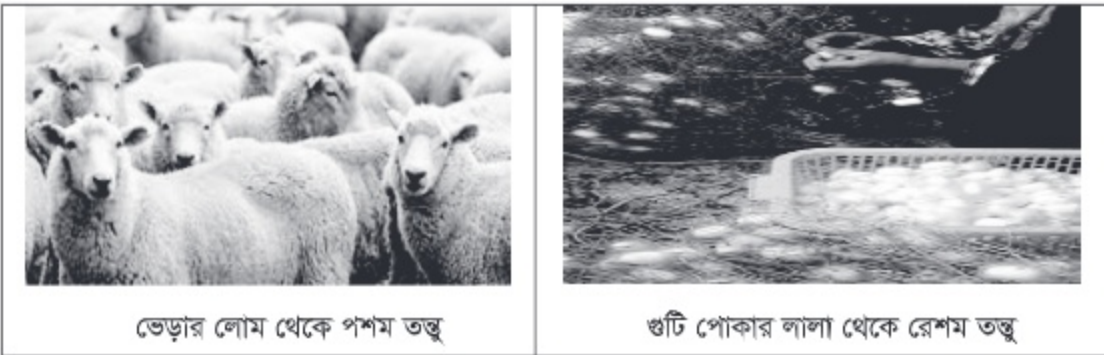 ভেড়ার লোম থেকে পশম তন্তু
গুটি পোকার লালা থেকে রেশম তন্তু